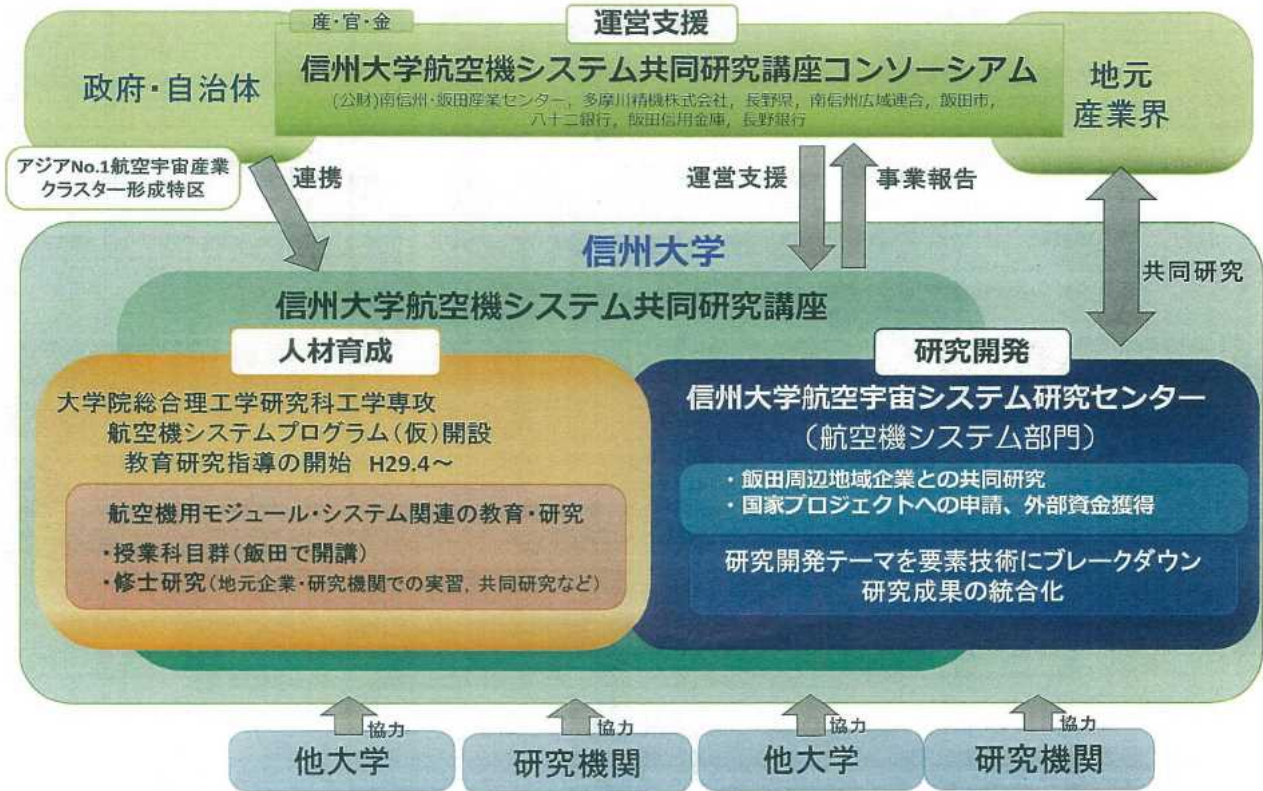 産・官・金
運営支援
政府・自治体
信州大学航空機システム共同研究講座コンソーシアム
(公財)南信州・飯田産業センター, 多摩川精機株式会社, 長野県, 南信州広域連合, 飯田市,
八十二銀行, 飯田信用金庫, 長野銀行
地元
産業界
アジアNo.1航空宇宙産業
クラスター形成特区
連携
運営支援
事業報告
共同研究
信州大学
信州大学航空機システム共同研究講座
人材育成
大学院総合理工学研究科工学専攻
航空機システムプログラム(仮)開設
教育研究指導の開始 H29.4～
航空機用モジュール・システム関連の教育・研究
・授業科目群(飯田で開講)
・修士研究(地元企業・研究機関での実習, 共同研究など)
研究開発
信州大学航空宇宙システム研究センター
(航空機システム部門)
・飯田周辺地域企業との共同研究
・国家プロジェクトへの申請、外部資金獲得
研究開発テーマを要素技術にブレークダウン
研究成果の統合化
協力
協力
協力
協力
他大学
研究機関
他大学
研究機関